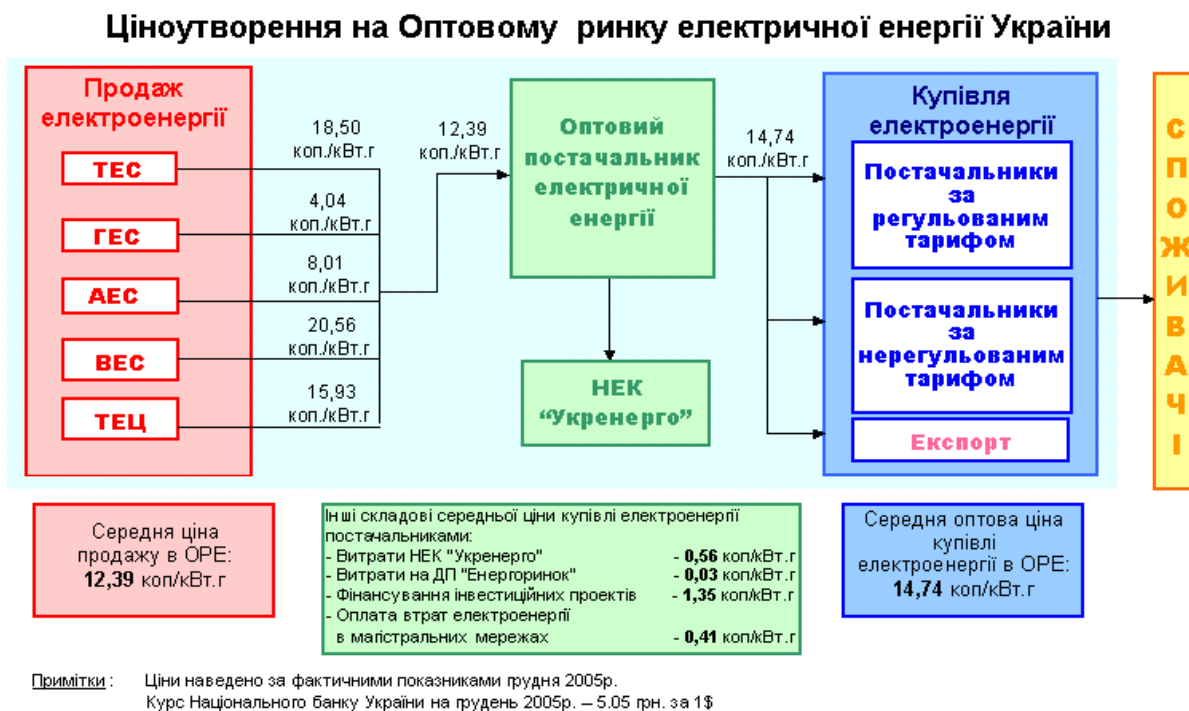 Ціноутворення на Оптовому ринку електричної енергії України
Продаж
електроенергії
ТЕС
ГЕС
АЕС
ВЕС
ТЕЦ
18,50
коп./кВт.г
4,04
коп./кВт.г
8,01
коп./кВт.г
20,56
коп./кВт.г
15,93
коп./кВт.г
12,39
коп./кВт.г
Оптовий
постачальник
електричної
енергії
НЕК
“Укренерго”
14,74
коп./кВт.г
Купівля
електроенергії
Постачальники
за
регульованим
тарифом
Постачальники
за
нерегульованим
тарифом
Експорт
С
П
О
Ж
И
В
А
Ч
І
Середня ціна
продажу в ОРЕ:
12,39 коп/кВт.г
Інші складові середньої ціни купівлі електроенергії
постачальниками:
- Витрати НЕК "Укренерго" - 0,56 коп/кВт.г
- Витрати на ДП "Енергоринок" - 0,03 коп/кВт.г
- Фінансування інвестиційних проектів - 1,35 коп/кВт.г
- Оплата втрат електроенергії
в магістральних мережах - 0,41 коп/кВт.г
Середня оптова ціна
купівлі
електроенергії в ОРЕ:
14,74 коп/кВт.г
Примітки : Ціни наведено за фактичними показниками грудня 2005р.
Курс Національного банку України на грудень 2005р. – 5.05 грн. за 1$